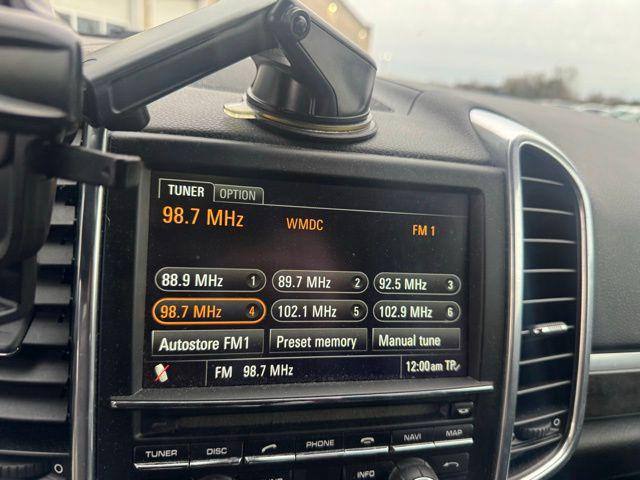 TUNER OPTION
98.7 MHz WMDC FM 1
88.9 MHz 1 89.7 MHz 2 92.5 MHz 3
98.7 MHz 4 102.1 MHz 5 102.9 MHz 6
Autostore FM1 Preset memory Manual tune
FM 98.7 MHz 12:00 am TP
TUNER DISC PHONE NAVI MAP
INFO